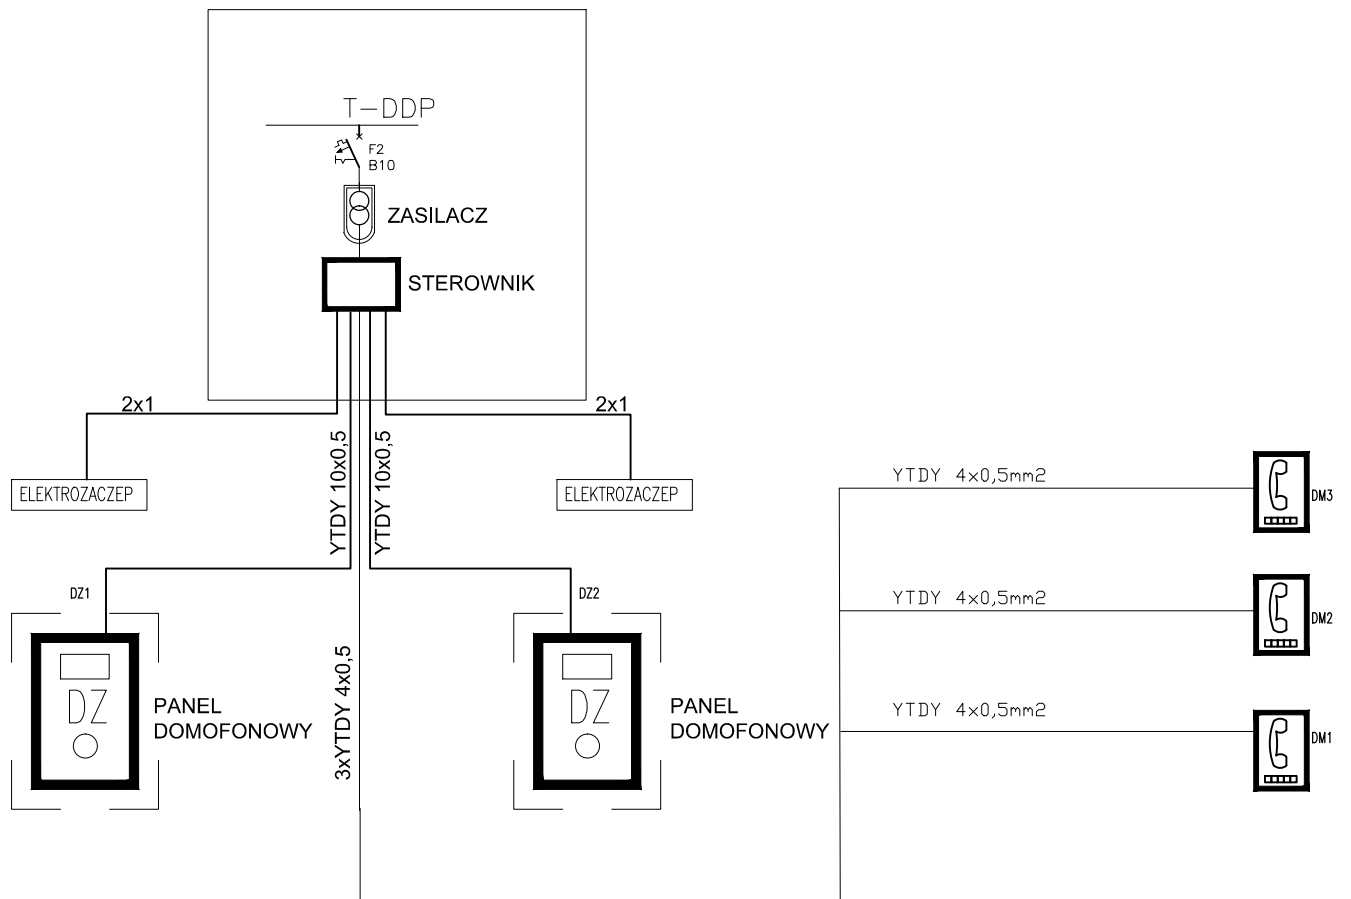 T-DDP
F2
B10
ZASILACZ
STEROWNIK
2x1
2x1
YTDY 10x0,5
YTDY 10x0,5
ELEKTROZACZEP
ELEKTROZACZEP
YTDY 4x0,5mm2
DM3
DZ1
DZ2
YTDY 4x0,5mm2
DM2
3xYTDY 4x0,5
DZ
PANEL
DOMOFONOWY
DZ
PANEL
DOMOFONOWY
YTDY 4x0,5mm2
DM1